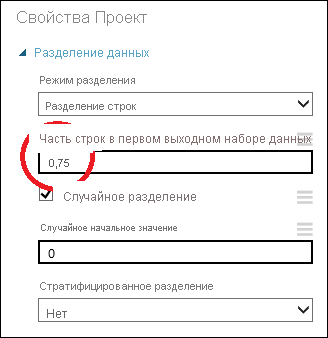 Свойства Проект
Разделение данных
Режим разделения
Разделение строк
Часть строк в первом выходном наборе данных
0,75
Случайное разделение
Случайное начальное значение
0
Стратифицированное разделение
Нет